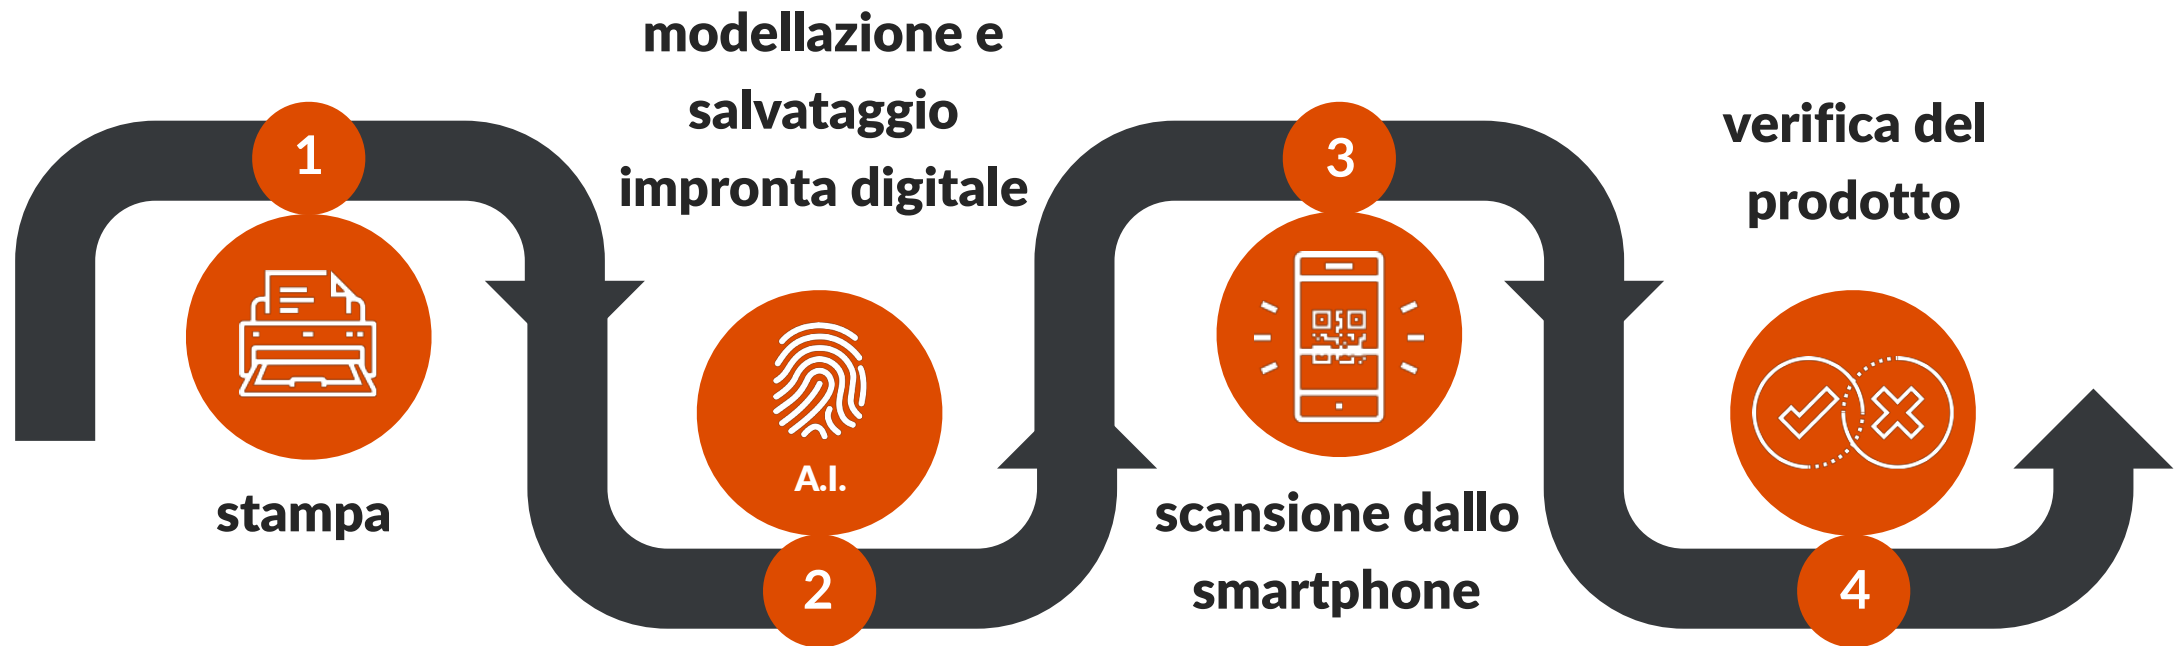 1
stampa
modellazione e
salvataggio
impronta digitale
A.I.
2
3
scansione dallo
smartphone
verifica del
prodotto
4